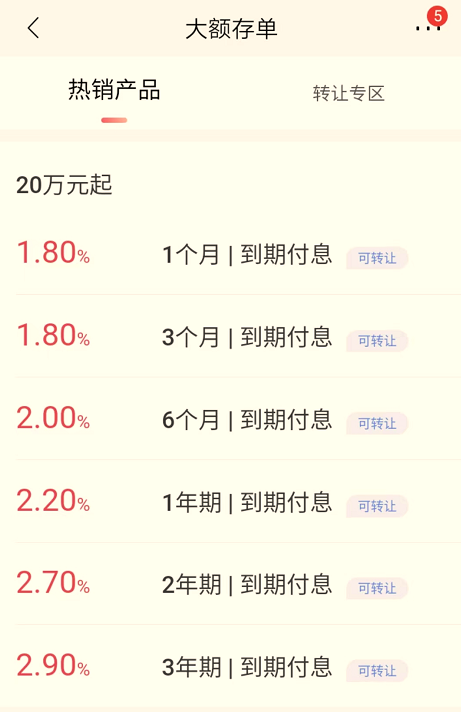 大额存单
5
热销产品 转让专区
20万元起
1.80% 1个月 | 到期付息 可转让
1.80% 3个月 | 到期付息 可转让
2.00% 6个月 | 到期付息 可转让
2.20% 1年期 | 到期付息 可转让
2.70% 2年期 | 到期付息 可转让
2.90% 3年期 | 到期付息 可转让